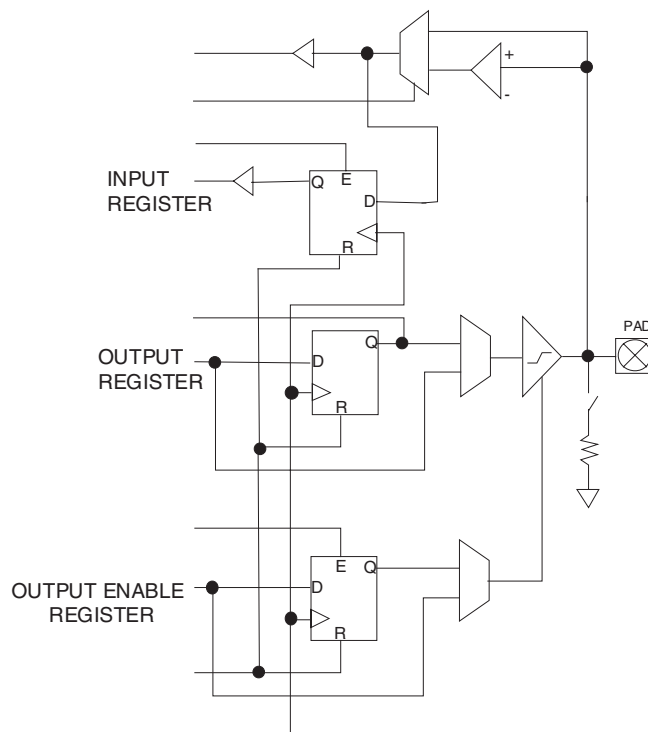 +
-
E
INPUT
REGISTER
Q
D
R
PAD
OUTPUT
REGISTER
Q
D
R
OUTPUT ENABLE
REGISTER
E
Q
D
R